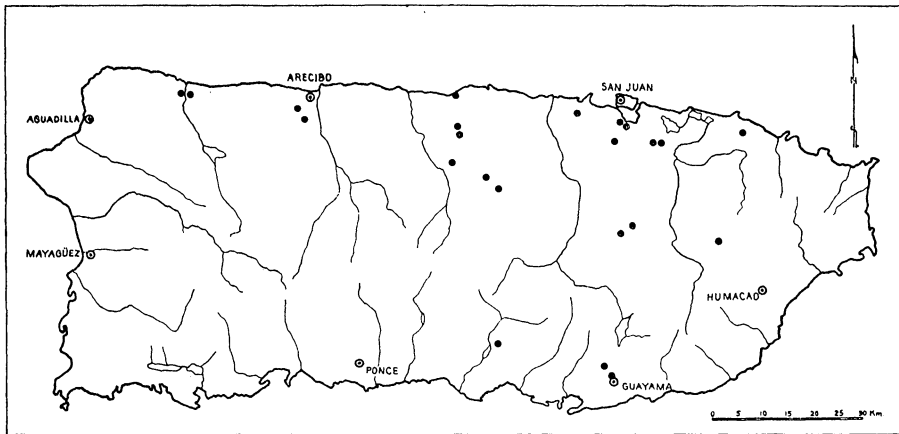 ARECIBO
SAN JUAN
AGUADILLA
N
MAYAGÜEZ
HUMACAO
PONCE
GUAYAMA
0 5 10 15 20 25 30 Km.